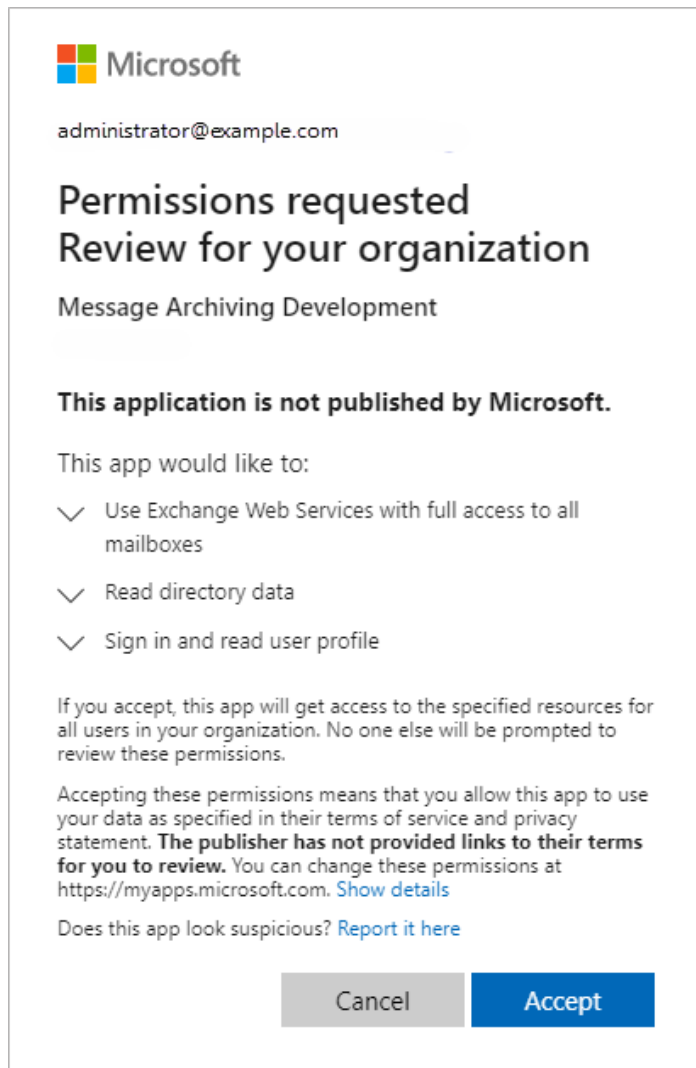 Microsoft
administrator@example.com
Permissions requested
Review for your organization
Message Archiving Development
This application is not published by Microsoft.
This app would like to:
Use Exchange Web Services with full access to all
mailboxes
Read directory data
Sign in and read user profile
If you accept, this app will get access to the specified resources for
all users in your organization. No one else will be prompted to
review these permissions.
Accepting these permissions means that you allow this app to use
your data as specified in their terms of service and privacy
statement. The publisher has not provided links to their terms
for you to review. You can change these permissions at
https://myapps.microsoft.com. Show details
Does this app look suspicious? Report it here
Cancel
Accept